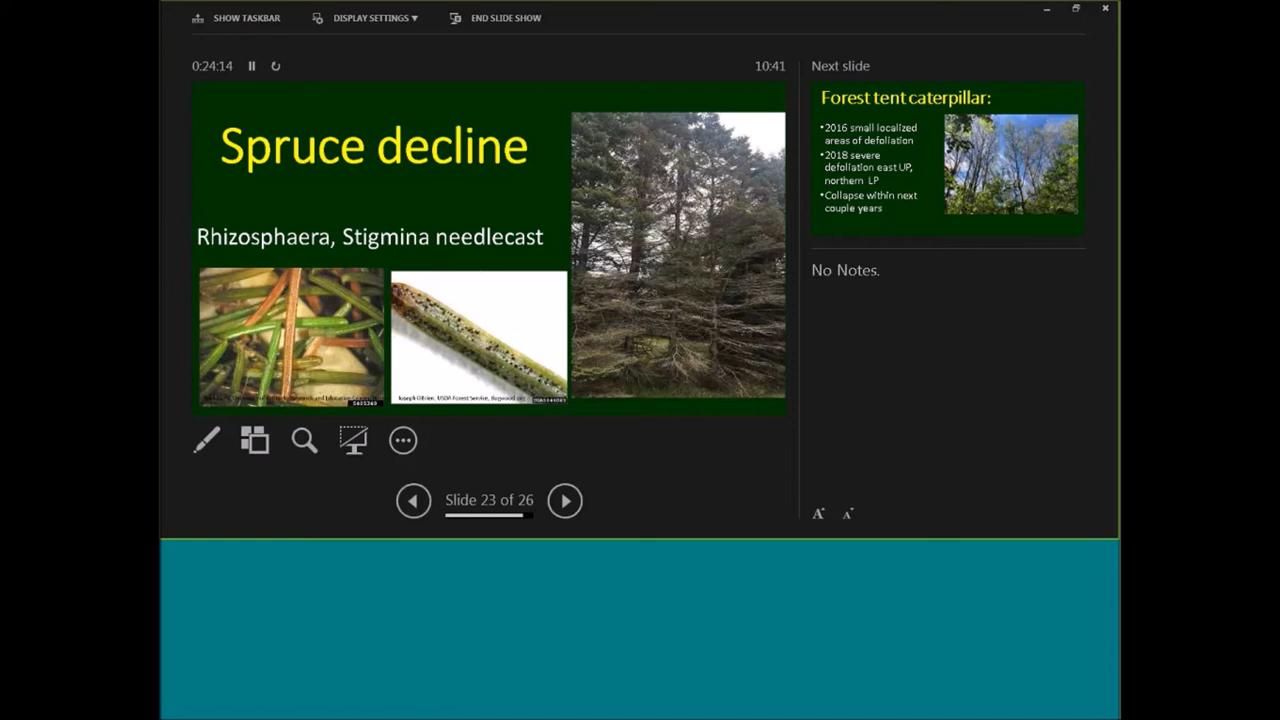 SHOW TASKBAR
DISPLAY SETTINGS ▼
END SLIDE SHOW
0:24:14
10:41
Spruce decline
Rhizosphaera, Stigmina needlecast
Joseph O'Brien, USDA Forest Service, Bugwood.org
Next slide
Forest tent caterpillar:
•2016 small localized
areas of defoliation
•2018 severe
defoliation east UP,
northern LP
•Collapse within next
couple years
No Notes.
Slide 23 of 26
A
A